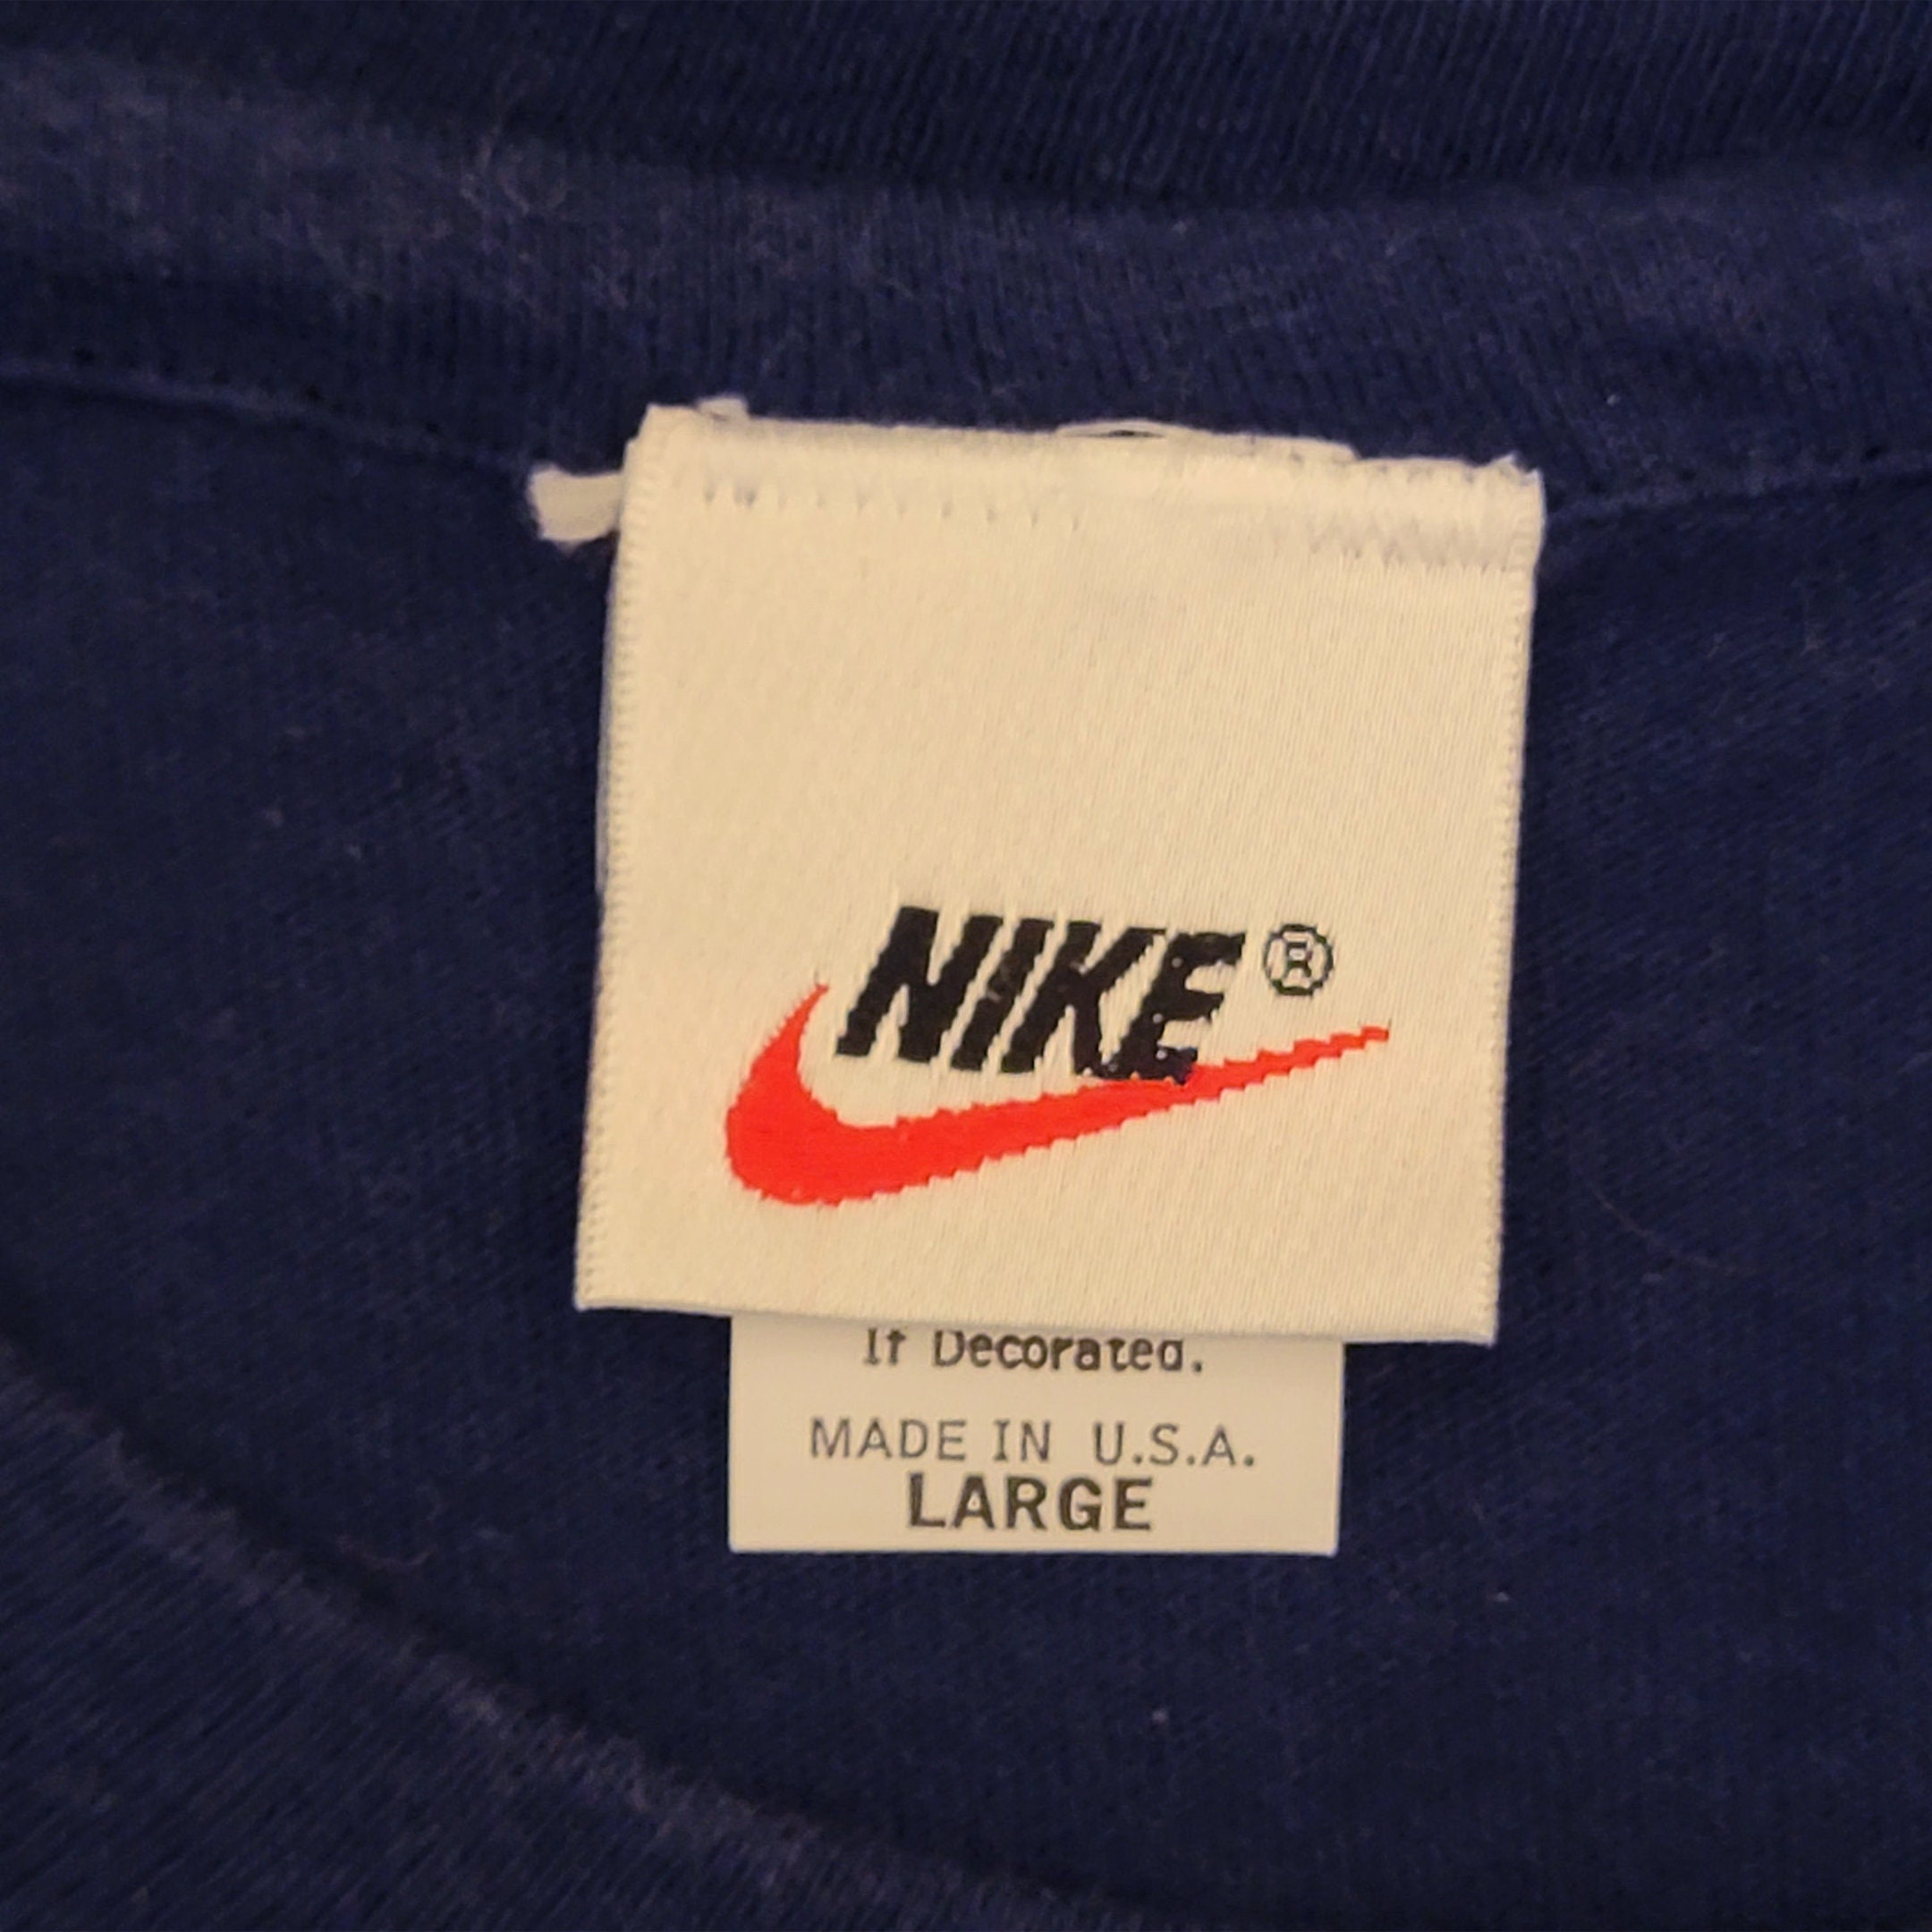 NIKE®
If Decorated.
MADE IN U.S.A.
LARGE